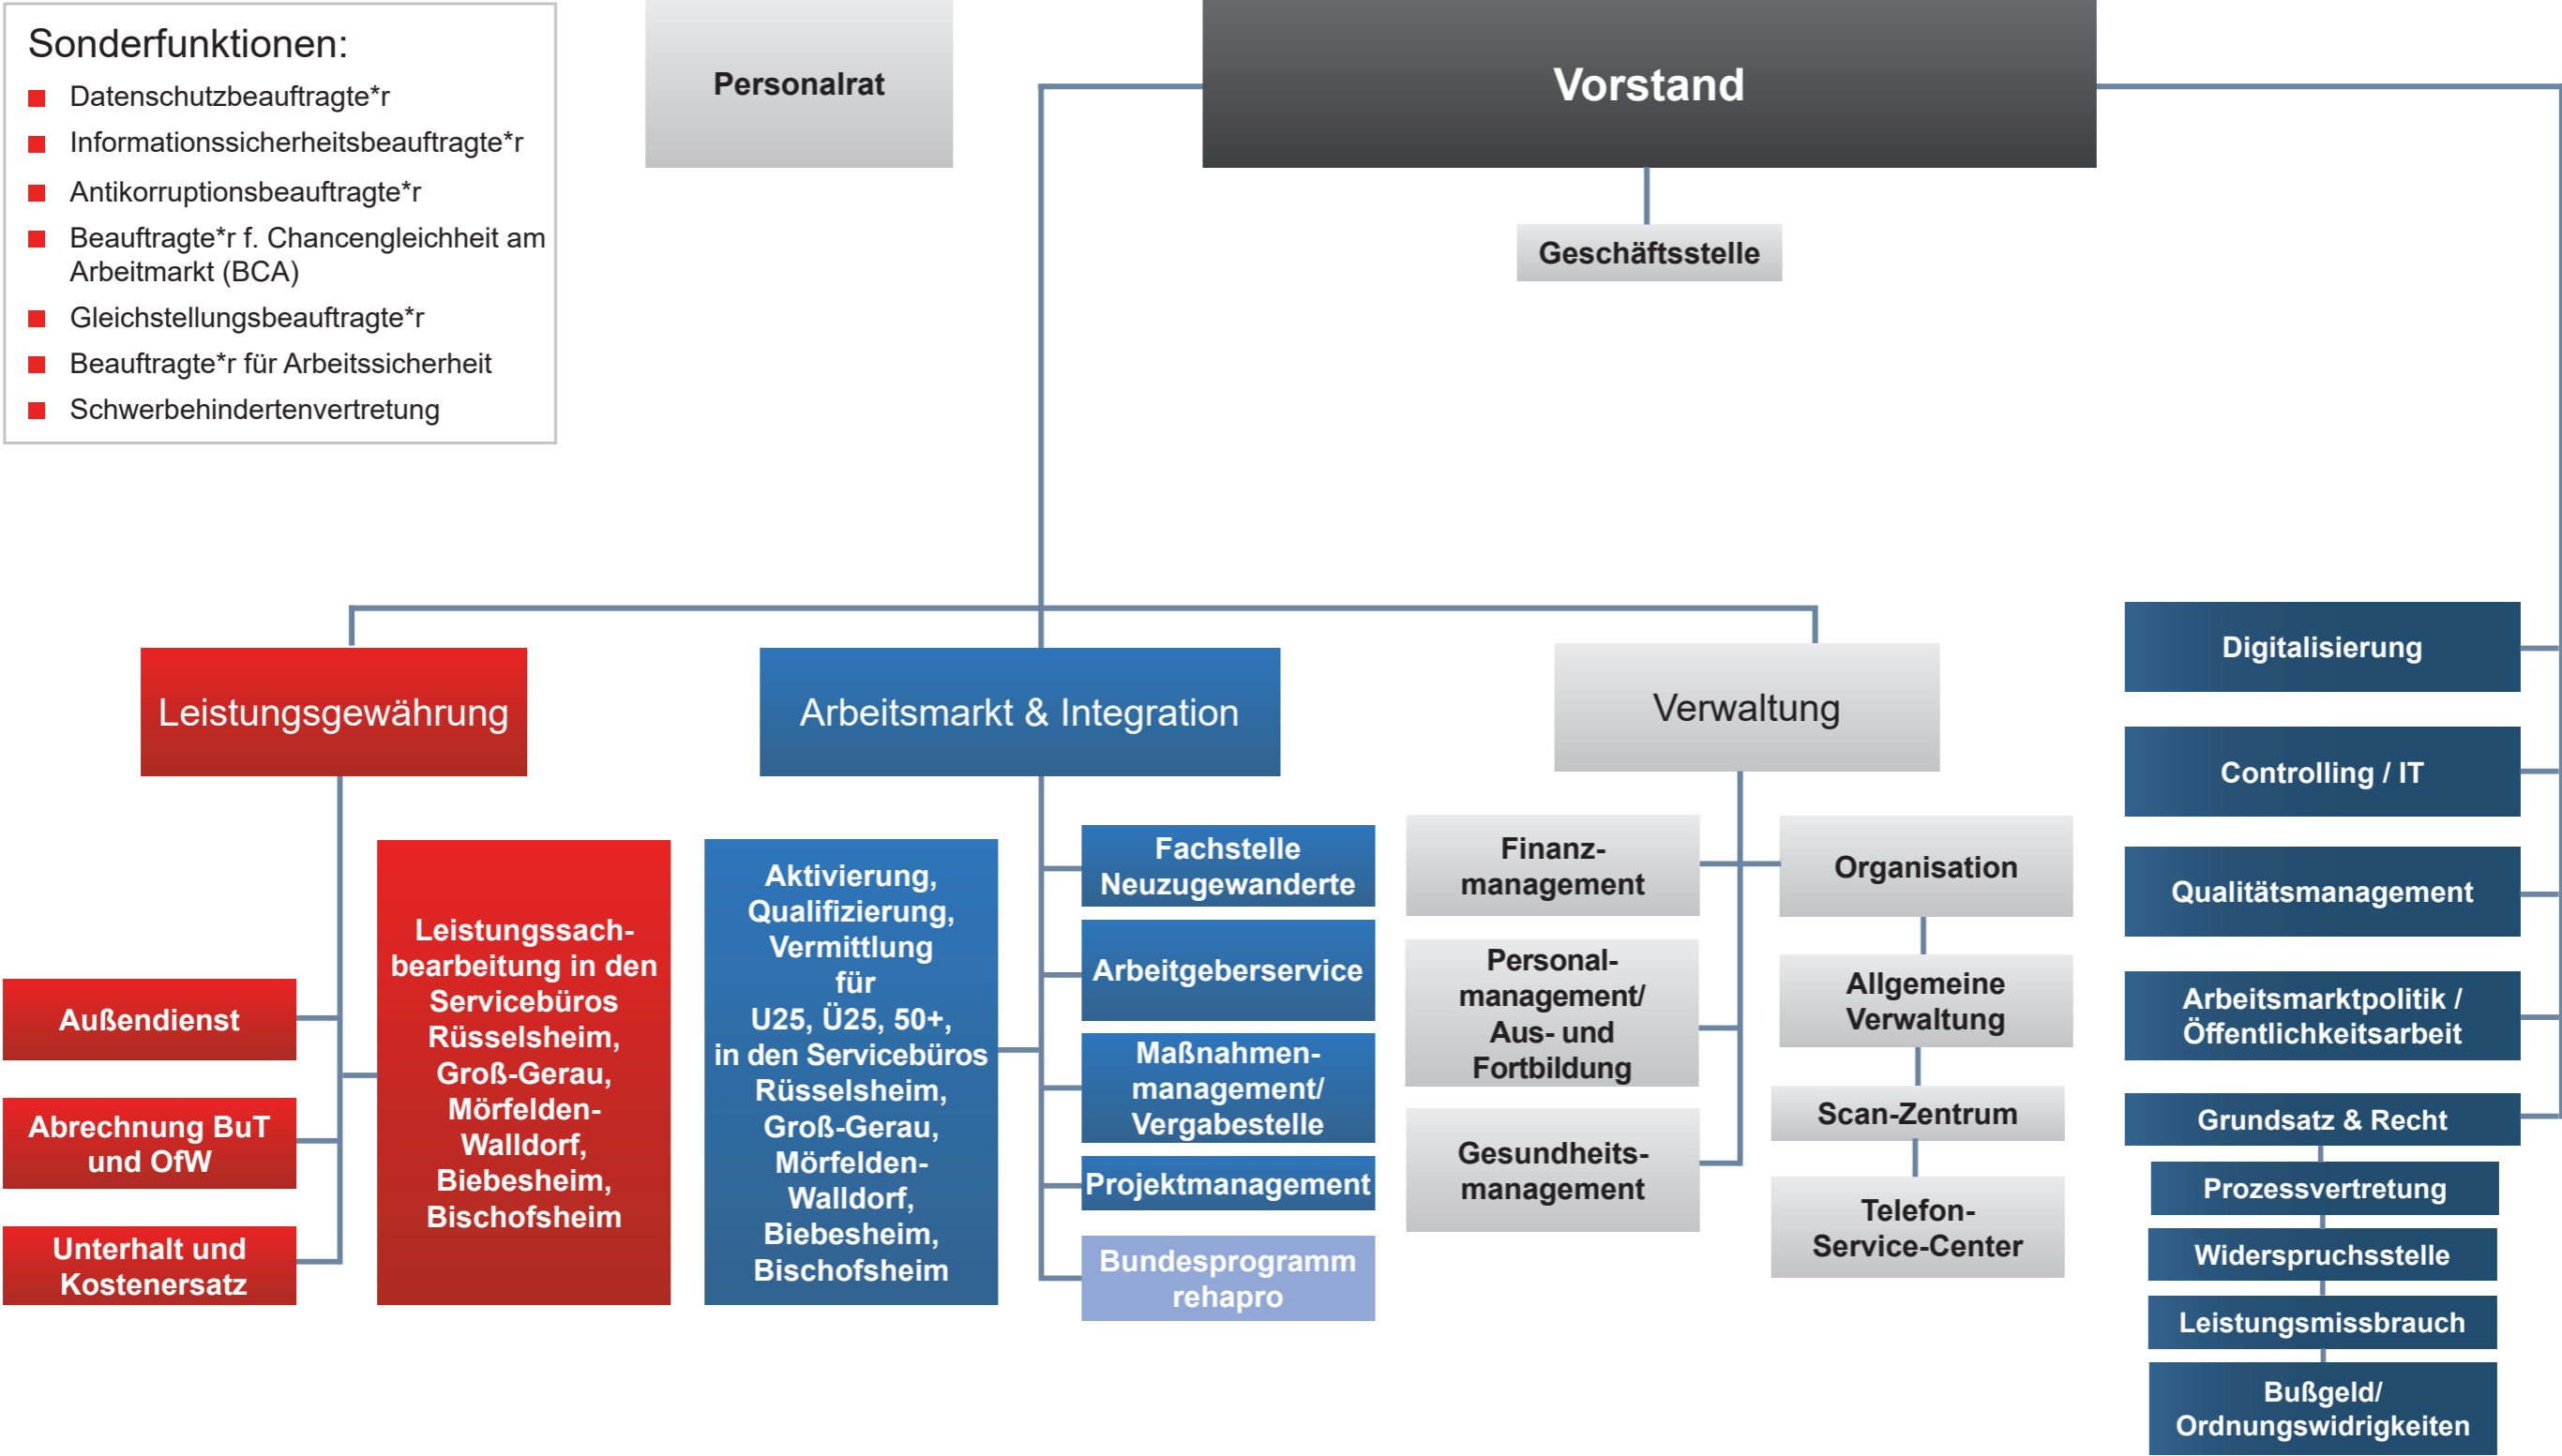 Sonderfunktionen:
Datenschutzbeauftragte*r
Informationssicherheitsbeauftragte*r
Antikorruptionsbeauftragte*r
Beauftragte*r f. Chancengleichheit am
Arbeitmarkt (BCA)
Gleichstellungsbeauftragte*r
Beauftragte*r für Arbeitssicherheit
Schwerbehindertenvertretung
Personalrat
Vorstand
Geschäftsstelle
Leistungsgewährung
Außendienst
Abrechnung BuT
und OfW
Unterhalt und
Kostenersatz
Leistungssach-
bearbeitung in den
Servicebüros
Rüsselsheim,
Groß-Gerau,
Mörfelden-
Walldorf,
Biebesheim,
Bischofsheim
Arbeitsmarkt & Integration
Aktivierung,
Qualifizierung,
Vermittlung
für
U25, Ü25, 50+,
in den Servicebüros
Rüsselsheim,
Groß-Gerau,
Mörfelden-
Walldorf,
Biebesheim,
Bischofsheim
Fachstelle
Neuzugewanderte
Arbeitgeberservice
Maßnahmen-
management/
Vergabestelle
Projektmanagement
Bundesprogramm
rehapro
Verwaltung
Finanz-
management
Personal-
management/
Aus- und
Fortbildung
Gesundheits-
management
Organisation
Allgemeine
Verwaltung
Scan-Zentrum
Telefon-
Service-Center
Digitalisierung
Controlling / IT
Qualitätsmanagement
Arbeitsmarktpolitik /
Öffentlichkeitsarbeit
Grundsatz & Recht
Prozessvertretung
Widerspruchsstelle
Leistungsmissbrauch
Bußgeld/
Ordnungswidrigkeiten